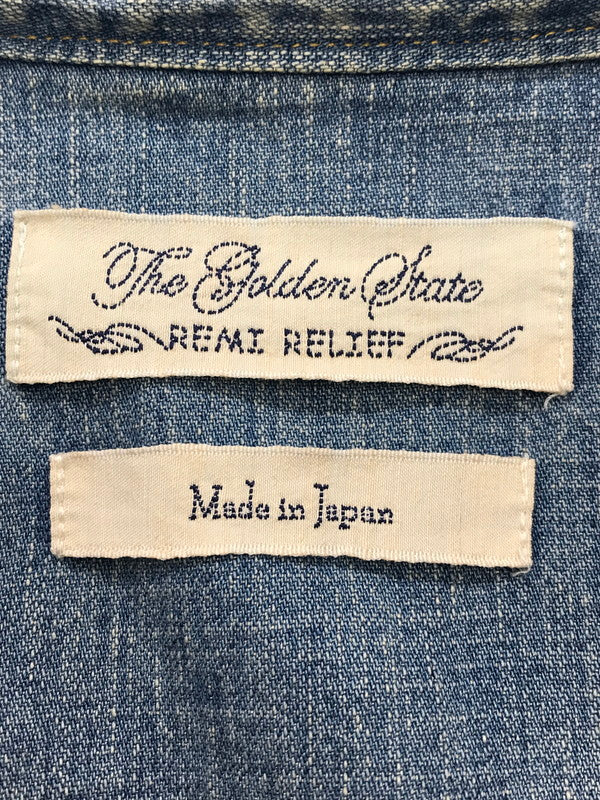 The Golden State
REMI RELIEF
Made in Japan